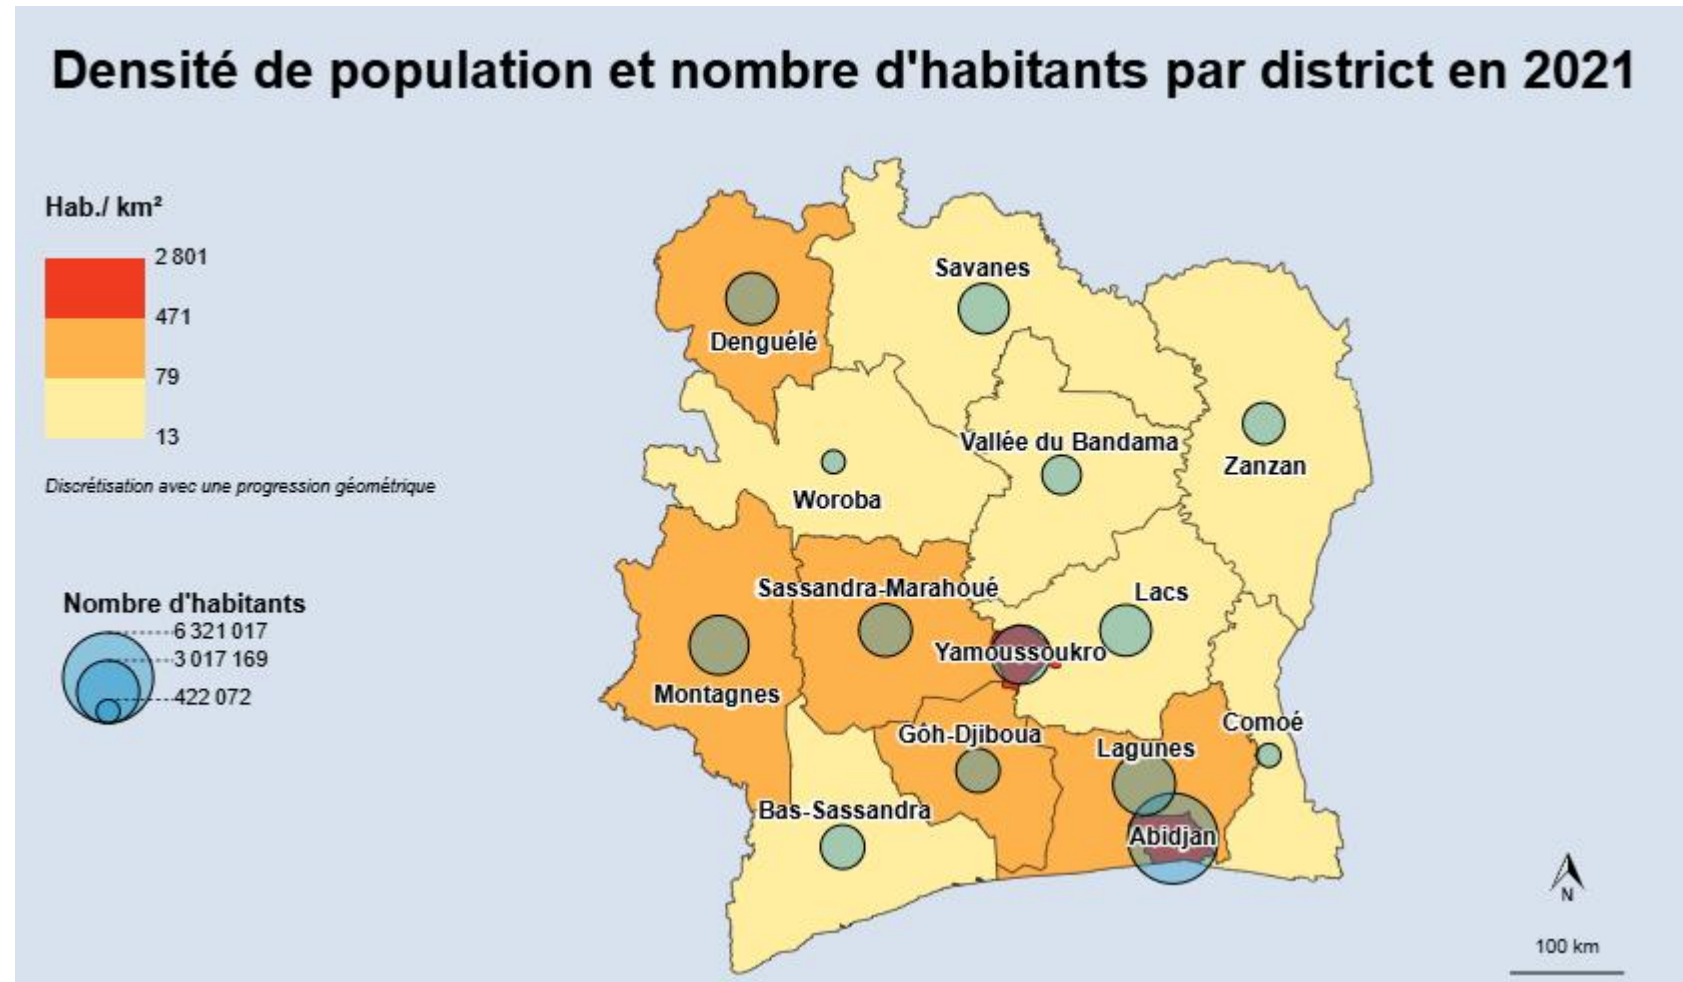 Densité de population et nombre d'habitants par district en 2021
Hab./ km²
2 801
471
79
13
Discrétisation avec une progression géométrique
Nombre d'habitants
6 321 017
3 017 169
422 072
Savanes
Denguélé
Vallée du Bandama
Zanzan
Woroba
Sassandra-Marahoué
Lacs
Yamoussoukro
Montagnes
Comoé
Gôh-Djiboua
Lagunes
Bas-Sassandra
Abidjan
N
100 km